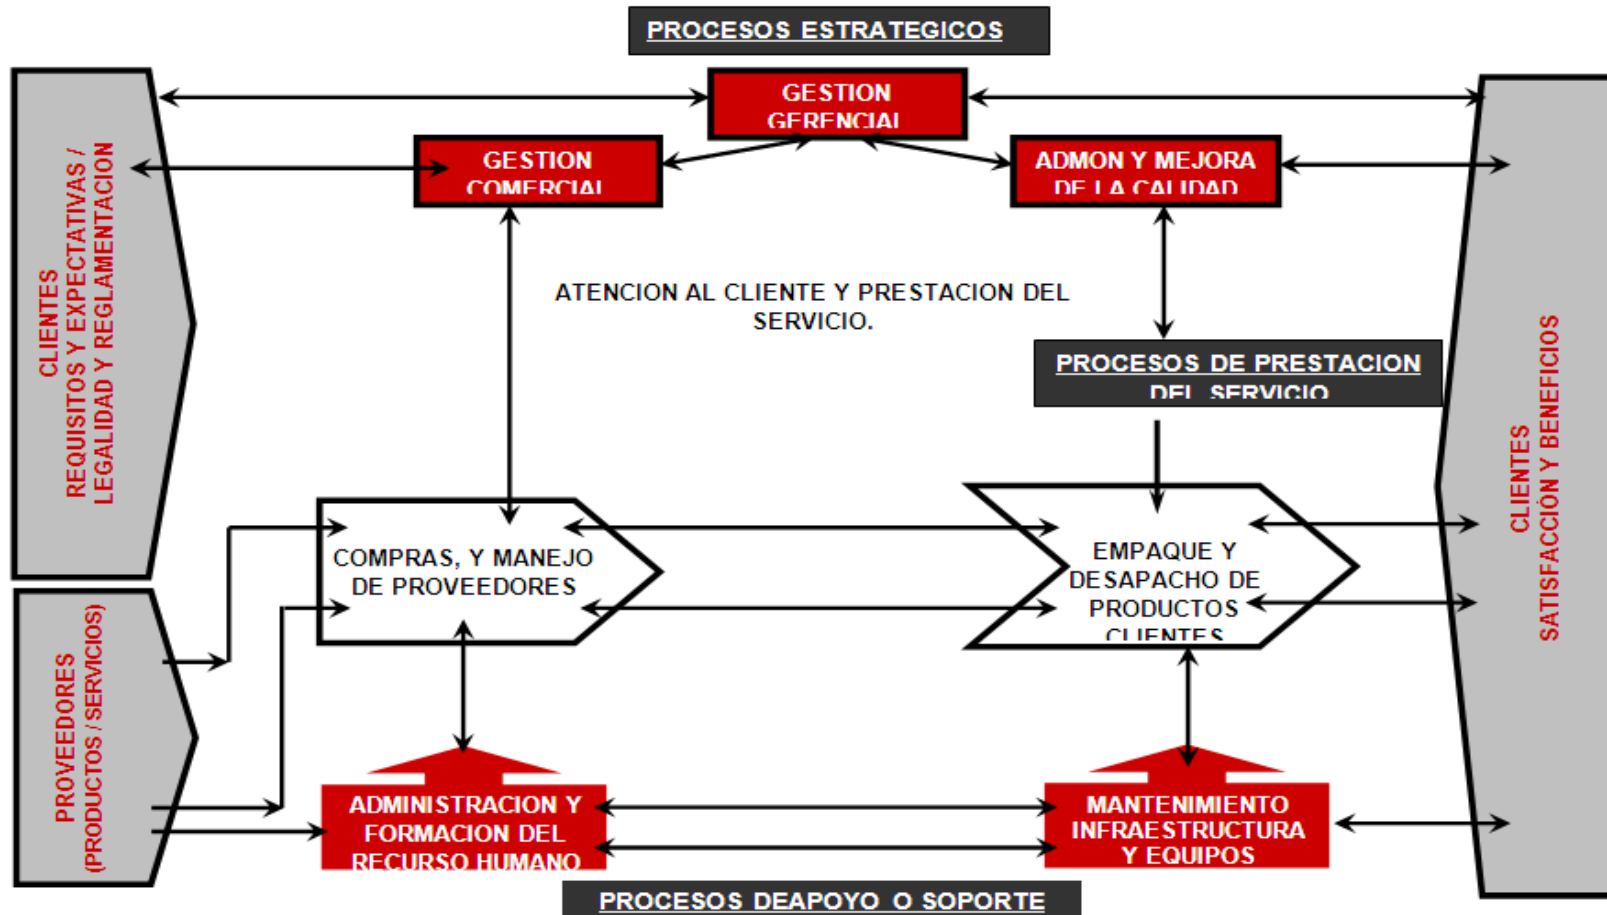 PROCESOS ESTRATEGICOS
GESTION
GERENCIAL
GESTION
COMERCIAL
ADMON Y MEJORA
DE LA CALIDAD
CLIENTES
REQUISITOS Y EXPECTATIVAS /
LEGALIDAD Y REGLAMENTACION
ATENCION AL CLIENTE Y PRESTACION DEL
SERVICIO.
PROCESOS DE PRESTACION
DEL SERVICIO
CLIENTES
SATISFACCIÓN Y BENEFICIOS
COMPRAS, Y MANEJO
DE PROVEEDORES
EMPAQUE Y
DESAPACHO DE
PRODUCTOS
CLIENTES
PROVEEDORES
(PRODUCTOS / SERVICIOS)
ADMINISTRACION Y
FORMACION DEL
RECURSO HUMANO
MANTENIMIENTO
INFRAESTRUCTURA
Y EQUIPOS
PROCESOS DEAPOYO O SOPORTE